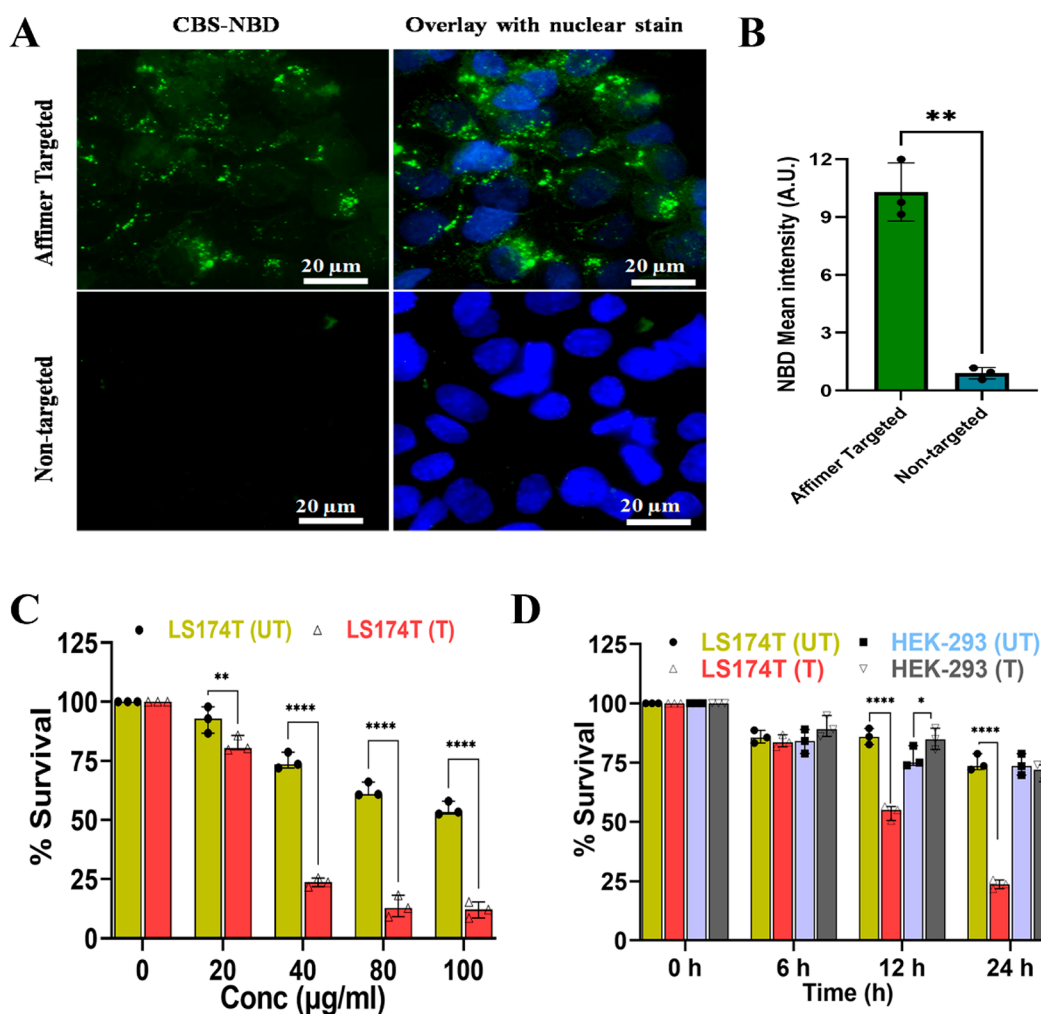 A
CBS-NBD
Overlay with nuclear stain
Affimer Targeted
20 µm
20 µm
Non-targeted
20 µm
20 µm
B
**
NBD Mean intensity (A.U.)
12
9
6
3
0
Affimer Targeted
Non-targeted
C
LS174T (UT)
LS174T (T)
% Survival
125
100
75
50
25
0
**
****
****
****
0
20
40
80
100
Conc (µg/ml)
D
LS174T (UT)
HEK-293 (UT)
LS174T (T)
HEK-293 (T)
% Survival
125
100
75
50
25
0
****
*
****
0 h
6 h
12 h
24 h
Time (h)